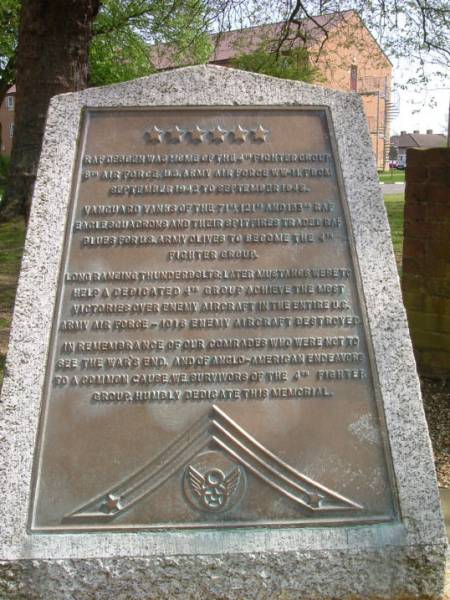 RAF DEBDEN WAS HOME OF THE 4TH FIGHTER GROUP
8TH AIR FORCE, U.S. ARMY AIR FORCE WW-II, FROM
SEPTEMBER 1942 TO SEPTEMBER 1945.
VANGUARD YANKS OF THE 71ST, 121ST AND 133RD RAF
EAGLE SQUADRONS AND THEIR SPITFIRES TRADED RAF
BLUES FOR U.S. ARMY OLIVES TO BECOME THE 4TH
FIGHTER GROUP.
LONG RANGING THUNDERBOLTS, LATER MUSTANGS WERE TO
HELP A DEDICATED 4TH GROUP ACHIEVE THE MOST
VICTORIES OVER ENEMY AIRCRAFT IN THE ENTIRE U.S.
ARMY AIR FORCE - 1016 ENEMY AIRCRAFT DESTROYED
IN REMEMBRANCE OF OUR COMRADES WHO WERE NOT TO
SEE THE WAR'S END, AND OF ANGLO-AMERICAN ENDEAVORS
TO A COMMON CAUSE, WE SURVIVORS OF THE 4TH FIGHTER
GROUP, HUMBLY DEDICATE THIS MEMORIAL.
8